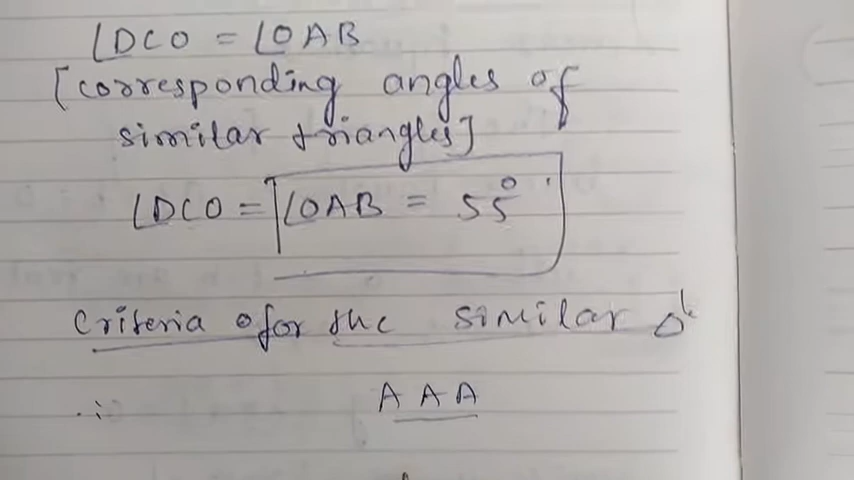 ∠DCO = ∠OAB
[corresponding angles of
similar triangles]
∠DCO = ∠OAB = 55°
Criteria for the similar Δ
∴ AAA